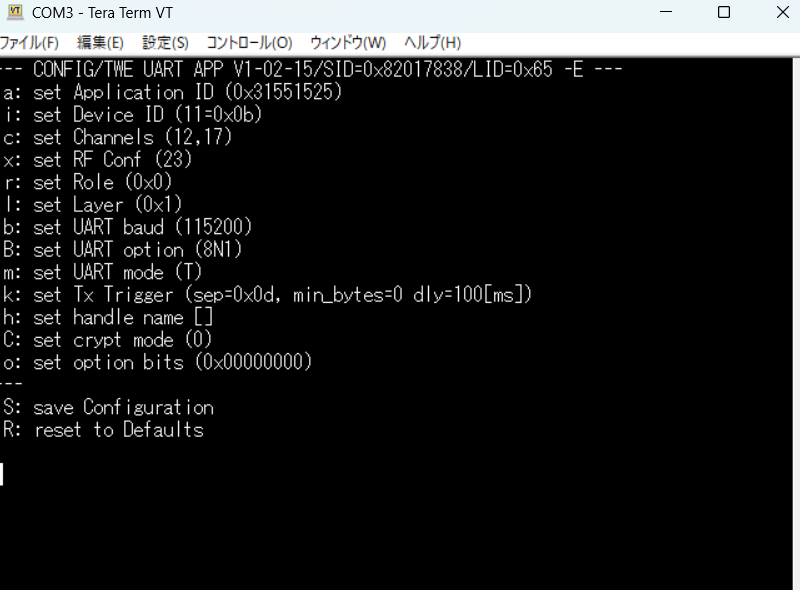 VT COM3 - Tera Term VT
ファイル(F) 編集(E) 設定(S) コントロール(O) ウィンドウ(W) ヘルプ(H)
--- CONFIG/TWE UART APP V1-02-15/SID=0x82017838/LID=0x65 -E ---
a: set Application ID (0x31551525)
i: set Device ID (11=0x0b)
c: set Channels (12,17)
x: set RF Conf (23)
r: set Role (0x0)
l: set Layer (0x1)
b: set UART baud (115200)
B: set UART option (8N1)
m: set UART mode (T)
k: set Tx Trigger (sep=0x0d, min_bytes=0 dly=100[ms])
h: set handle name []
C: set crypt mode (0)
o: set option bits (0x00000000)
---
S: save Configuration
R: reset to Defaults